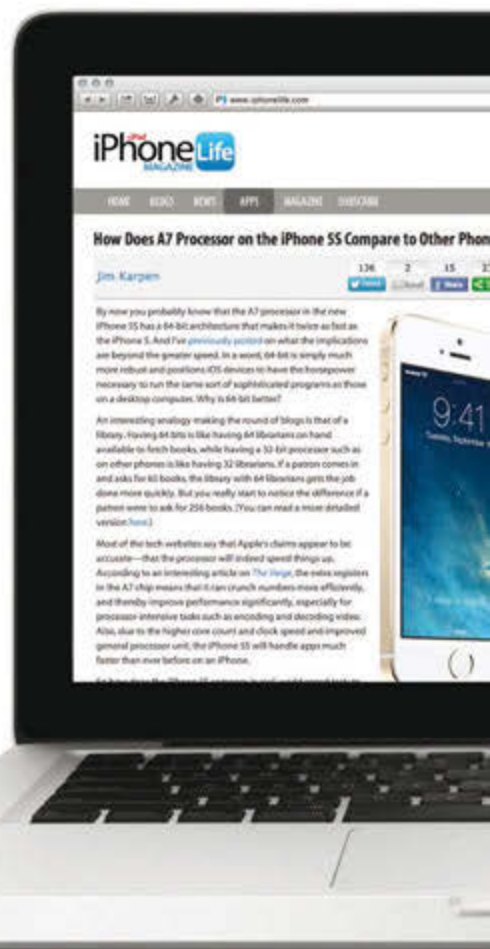 www.iphonelife.com
iPad
iPhone Life
MAGAZINE
HOME BLOGS NEWS APPS MAGAZINE SUBSCRIBE
How Does A7 Processor on the iPhone 5S Compare to Other Phon
Jim Karpen
136 2 15
Tweet Email Share
By now you probably know that the A7 processor in the new
iPhone 5S has a 64-bit architecture that makes it twice as fast as
the iPhone 5. And I've previously posted on what the implications
are beyond the greater speed. In a word, 64-bit is simply much
more robust and positions iOS devices to have the horsepower
necessary to run the same sort of sophisticated programs as those
on a desktop computer. Why is 64-bit better?
An interesting analogy making the round of blogs is that of a
library. Having 64 bits is like having 64 librarians on hand
available to fetch books, while having a 32-bit processor such as
on other phones is like having 32 librarians. If a patron comes in
and asks for 65 books, the library with 64 librarians gets the job
done more quickly. But you really start to notice the difference if a
patron were to ask for 256 books. (You can read a more detailed
version here.)
Most of the tech websites say that Apple's claims appear to be
accurate—that the processor will indeed speed things up.
According to an interesting article on The Verge, the extra registers
in the A7 chip means that it can crunch numbers more efficiently,
and thereby improve performance significantly, especially for
processor-intensive tasks such as encoding and decoding video.
Also, due to the higher core count and clock speed and improved
general processor unit, the iPhone 5S will handle apps much
faster than ever before on an iPhone.
9:41
Tuesday, September